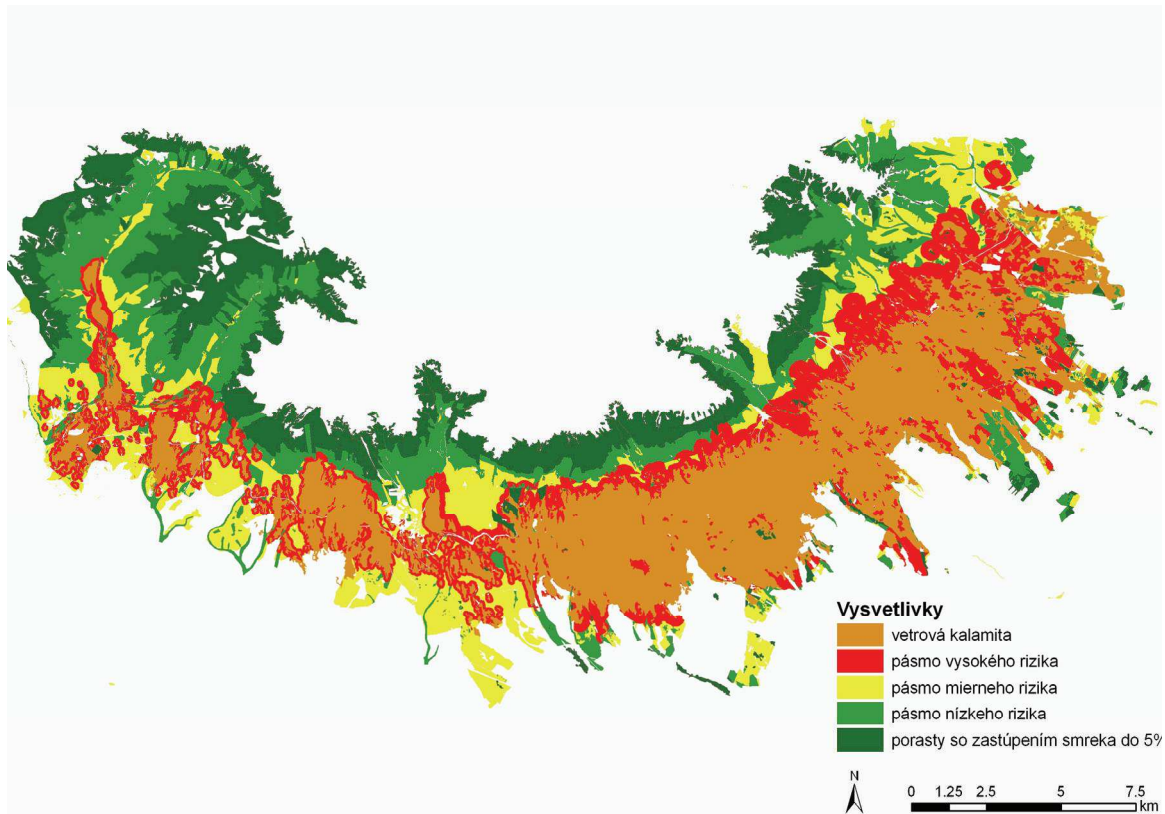 Vysvetlivky
vetrová kalamita
pásmo vysokého rizika
pásmo mierneho rizika
pásmo nízkeho rizika
porasty so zastúpením smreka do 5%
N
0 1.25 2.5 5 7.5
km